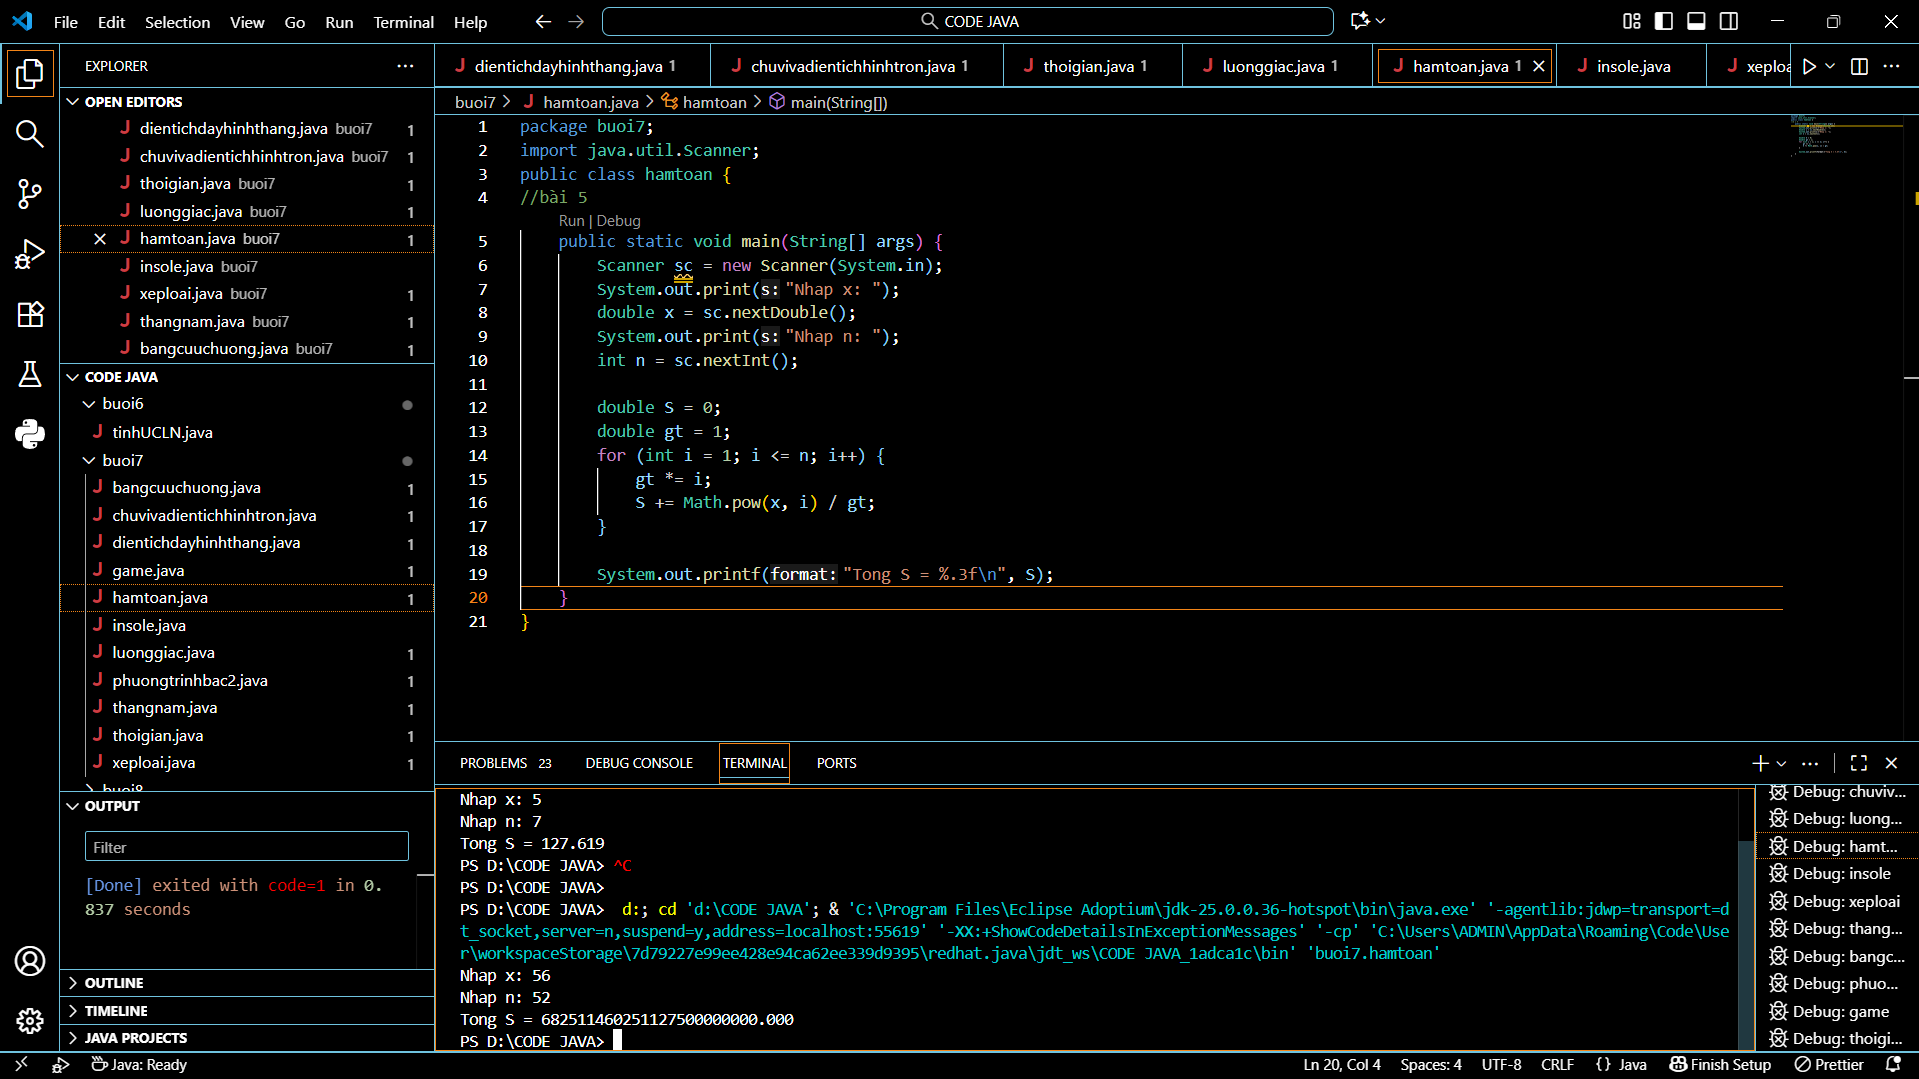 File Edit Selection View Go Run Terminal Help
CODE JAVA
EXPLORER
OPEN EDITORS
dientichdayhinhthang.java buoi7 1
chuvivadientichhinhtron.java buoi7 1
thoigian.java buoi7 1
luonggiac.java buoi7 1
hamtoan.java buoi7 1
insole.java buoi7
xeploai.java buoi7 1
thangnam.java buoi7 1
bangcuuchuong.java buoi7 1
CODE JAVA
buoi6
tinhUCLN.java
buoi7
bangcuuchuong.java 1
chuvivadientichhinhtron.java 1
dientichdayhinhthang.java 1
game.java 1
hamtoan.java 1
insole.java
luonggiac.java 1
phuongtrinhbac2.java 1
thangnam.java 1
thoigian.java 1
xeploai.java 1
buoi8
OUTPUT
Filter
[Done] exited with code=1 in 0.
837 seconds
OUTLINE
TIMELINE
JAVA PROJECTS
dientichdayhinhthang.java 1 chuvivadientichhinhtron.java 1 thoigian.java 1 luonggiac.java 1 hamtoan.java 1 insole.java xeploa
buoi7 > hamtoan.java > hamtoan > main(String[])
1 package buoi7;
2 import java.util.Scanner;
3 public class hamtoan {
4 //bài 5
Run | Debug
5 public static void main(String[] args) {
6 Scanner sc = new Scanner(System.in);
7 System.out.print(s:"Nhap x: ");
8 double x = sc.nextDouble();
9 System.out.print(s:"Nhap n: ");
10 int n = sc.nextInt();
11
12 double S = 0;
13 double gt = 1;
14 for (int i = 1; i <= n; i++) {
15 gt *= i;
16 S += Math.pow(x, i) / gt;
17 }
18
19 System.out.printf(format:"Tong S = %.3f\n", S);
20 }
21 }
PROBLEMS 23 DEBUG CONSOLE TERMINAL PORTS
Nhap x: 5
Nhap n: 7
Tong S = 127.619
PS D:\CODE JAVA> ^C
PS D:\CODE JAVA>
PS D:\CODE JAVA> d:; cd 'd:\CODE JAVA'; & 'C:\Program Files\Eclipse Adoptium\jdk-25.0.0.36-hotspot\bin\java.exe' '-agentlib:jdwp=transport=d
t_socket,server=n,suspend=y,address=localhost:55619' '-XX:+ShowCodeDetailsInExceptionMessages' '-cp' 'C:\Users\ADMIN\AppData\Roaming\Code\Use
r\workspaceStorage\7d79227e99ee428e94ca62ee339d9395\redhat.java\jdt_ws\CODE JAVA_1adca1c\bin' 'buoi7.hamtoan'
Nhap x: 56
Nhap n: 52
Tong S = 682511460251127500000000.000
PS D:\CODE JAVA>
Debug: chuviv...
Debug: luong...
Debug: hamt...
Debug: insole
Debug: xeploai
Debug: thang...
Debug: bangc...
Debug: phuo...
Debug: game
Debug: thoigi...
Java: Ready
Ln 20, Col 4 Spaces: 4 UTF-8 CRLF {} Java Finish Setup Prettier